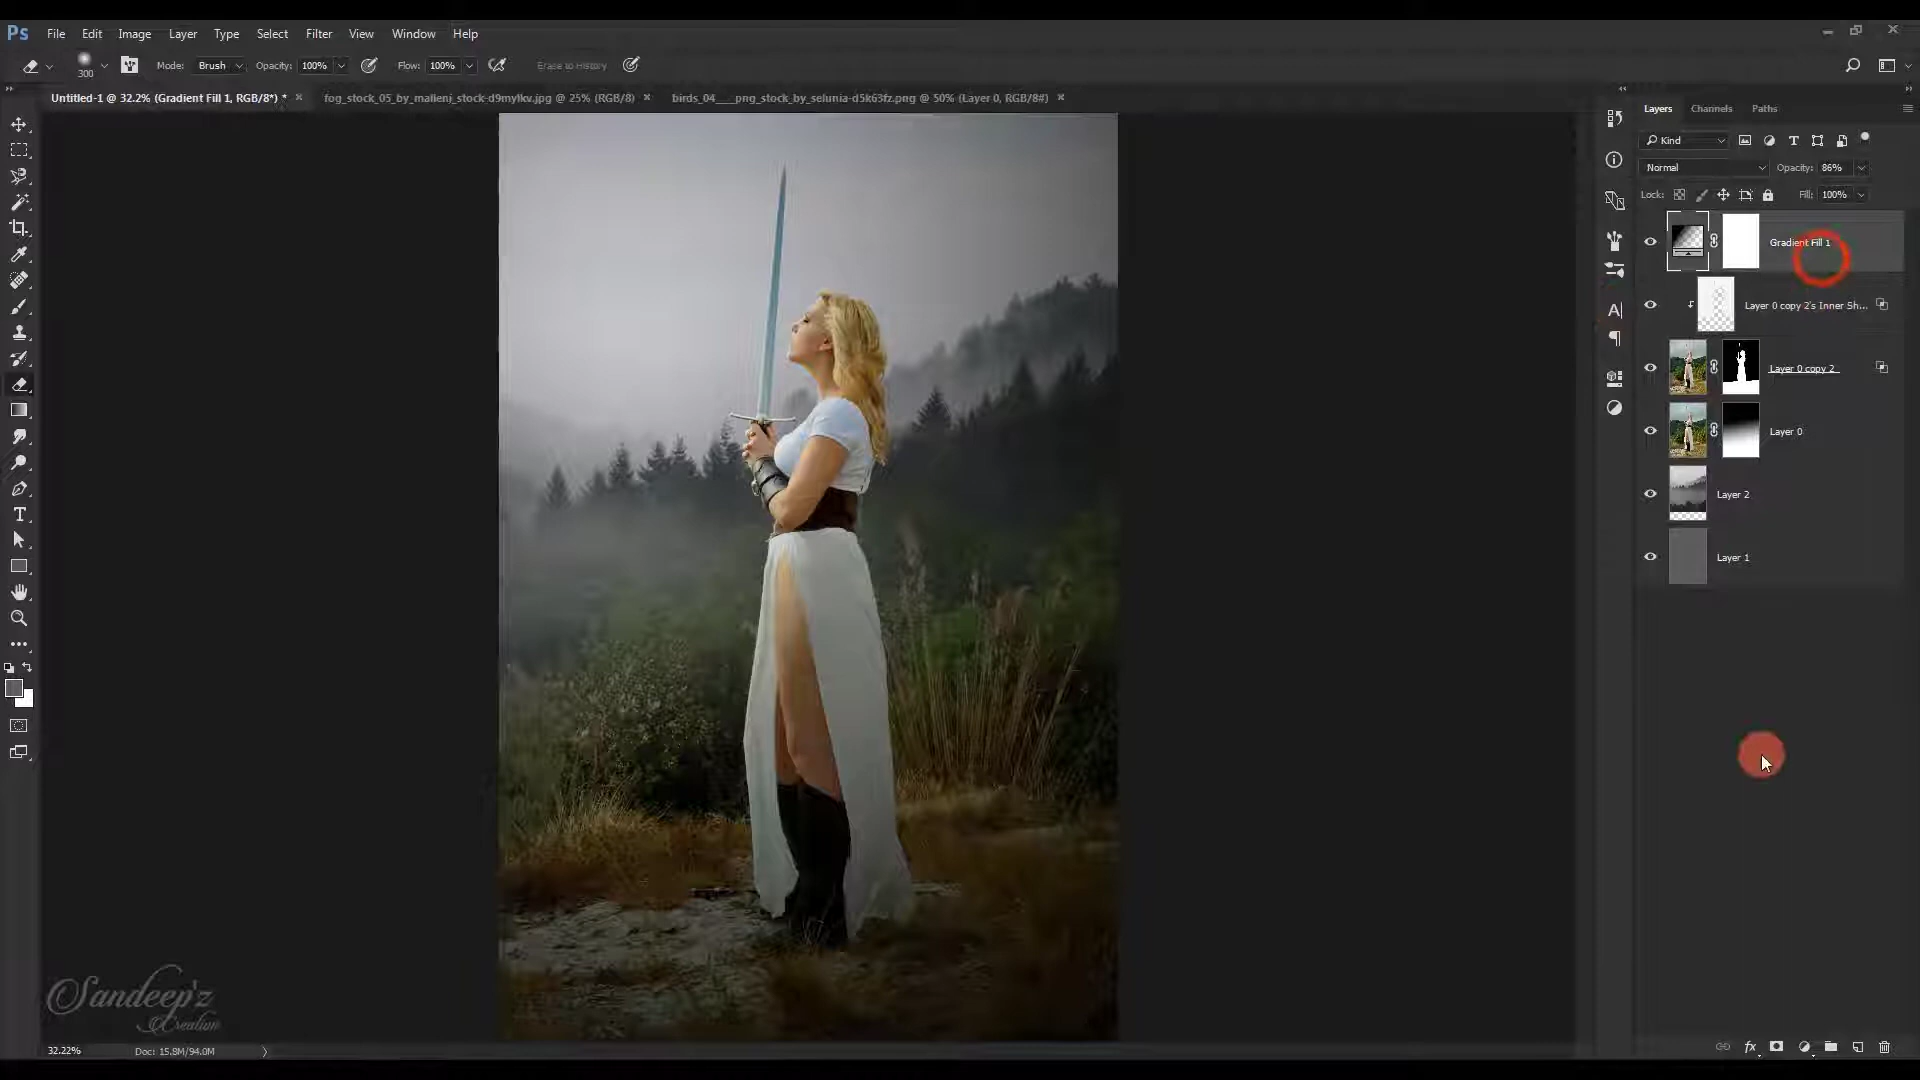 Ps File Edit Image Layer Type Select Filter View Window Help
300 Mode: Brush Opacity: 100% Flow: 100% Erase to History
Untitled-1 @ 32.2% (Gradient Fill 1, RGB/8*) * fog_stock_05_by_malleni_stock-d9mylkv.jpg @ 25% (RGB/8) birds_04___png_stock_by_selunia-d5k63fz.png @ 50% (Layer 0, RGB/8#)
Layers Channels Paths
Kind
Normal Opacity: 86%
Lock: Fill: 100%
Gradient Fill 1
Layer 0 copy 2's Inner Sh...
Layer 0 copy 2
Layer 0
Layer 2
Layer 1
Sandeep'z
Creation
32.22% Doc: 15.8M/94.0M
fx